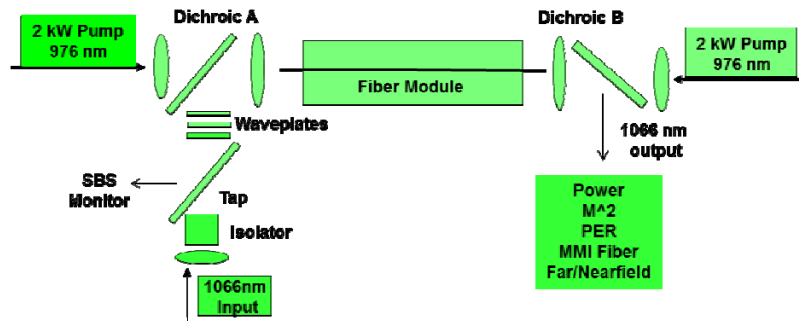 Dichroic A
Dichroic B
2 kW Pump
976 nm
2 kW Pump
976 nm
Fiber Module
Waveplates
1066 nm
output
SBS
Monitor
Tap
Isolator
1066nm
Input
Power
M^2
PER
MMI Fiber
Far/Nearfield